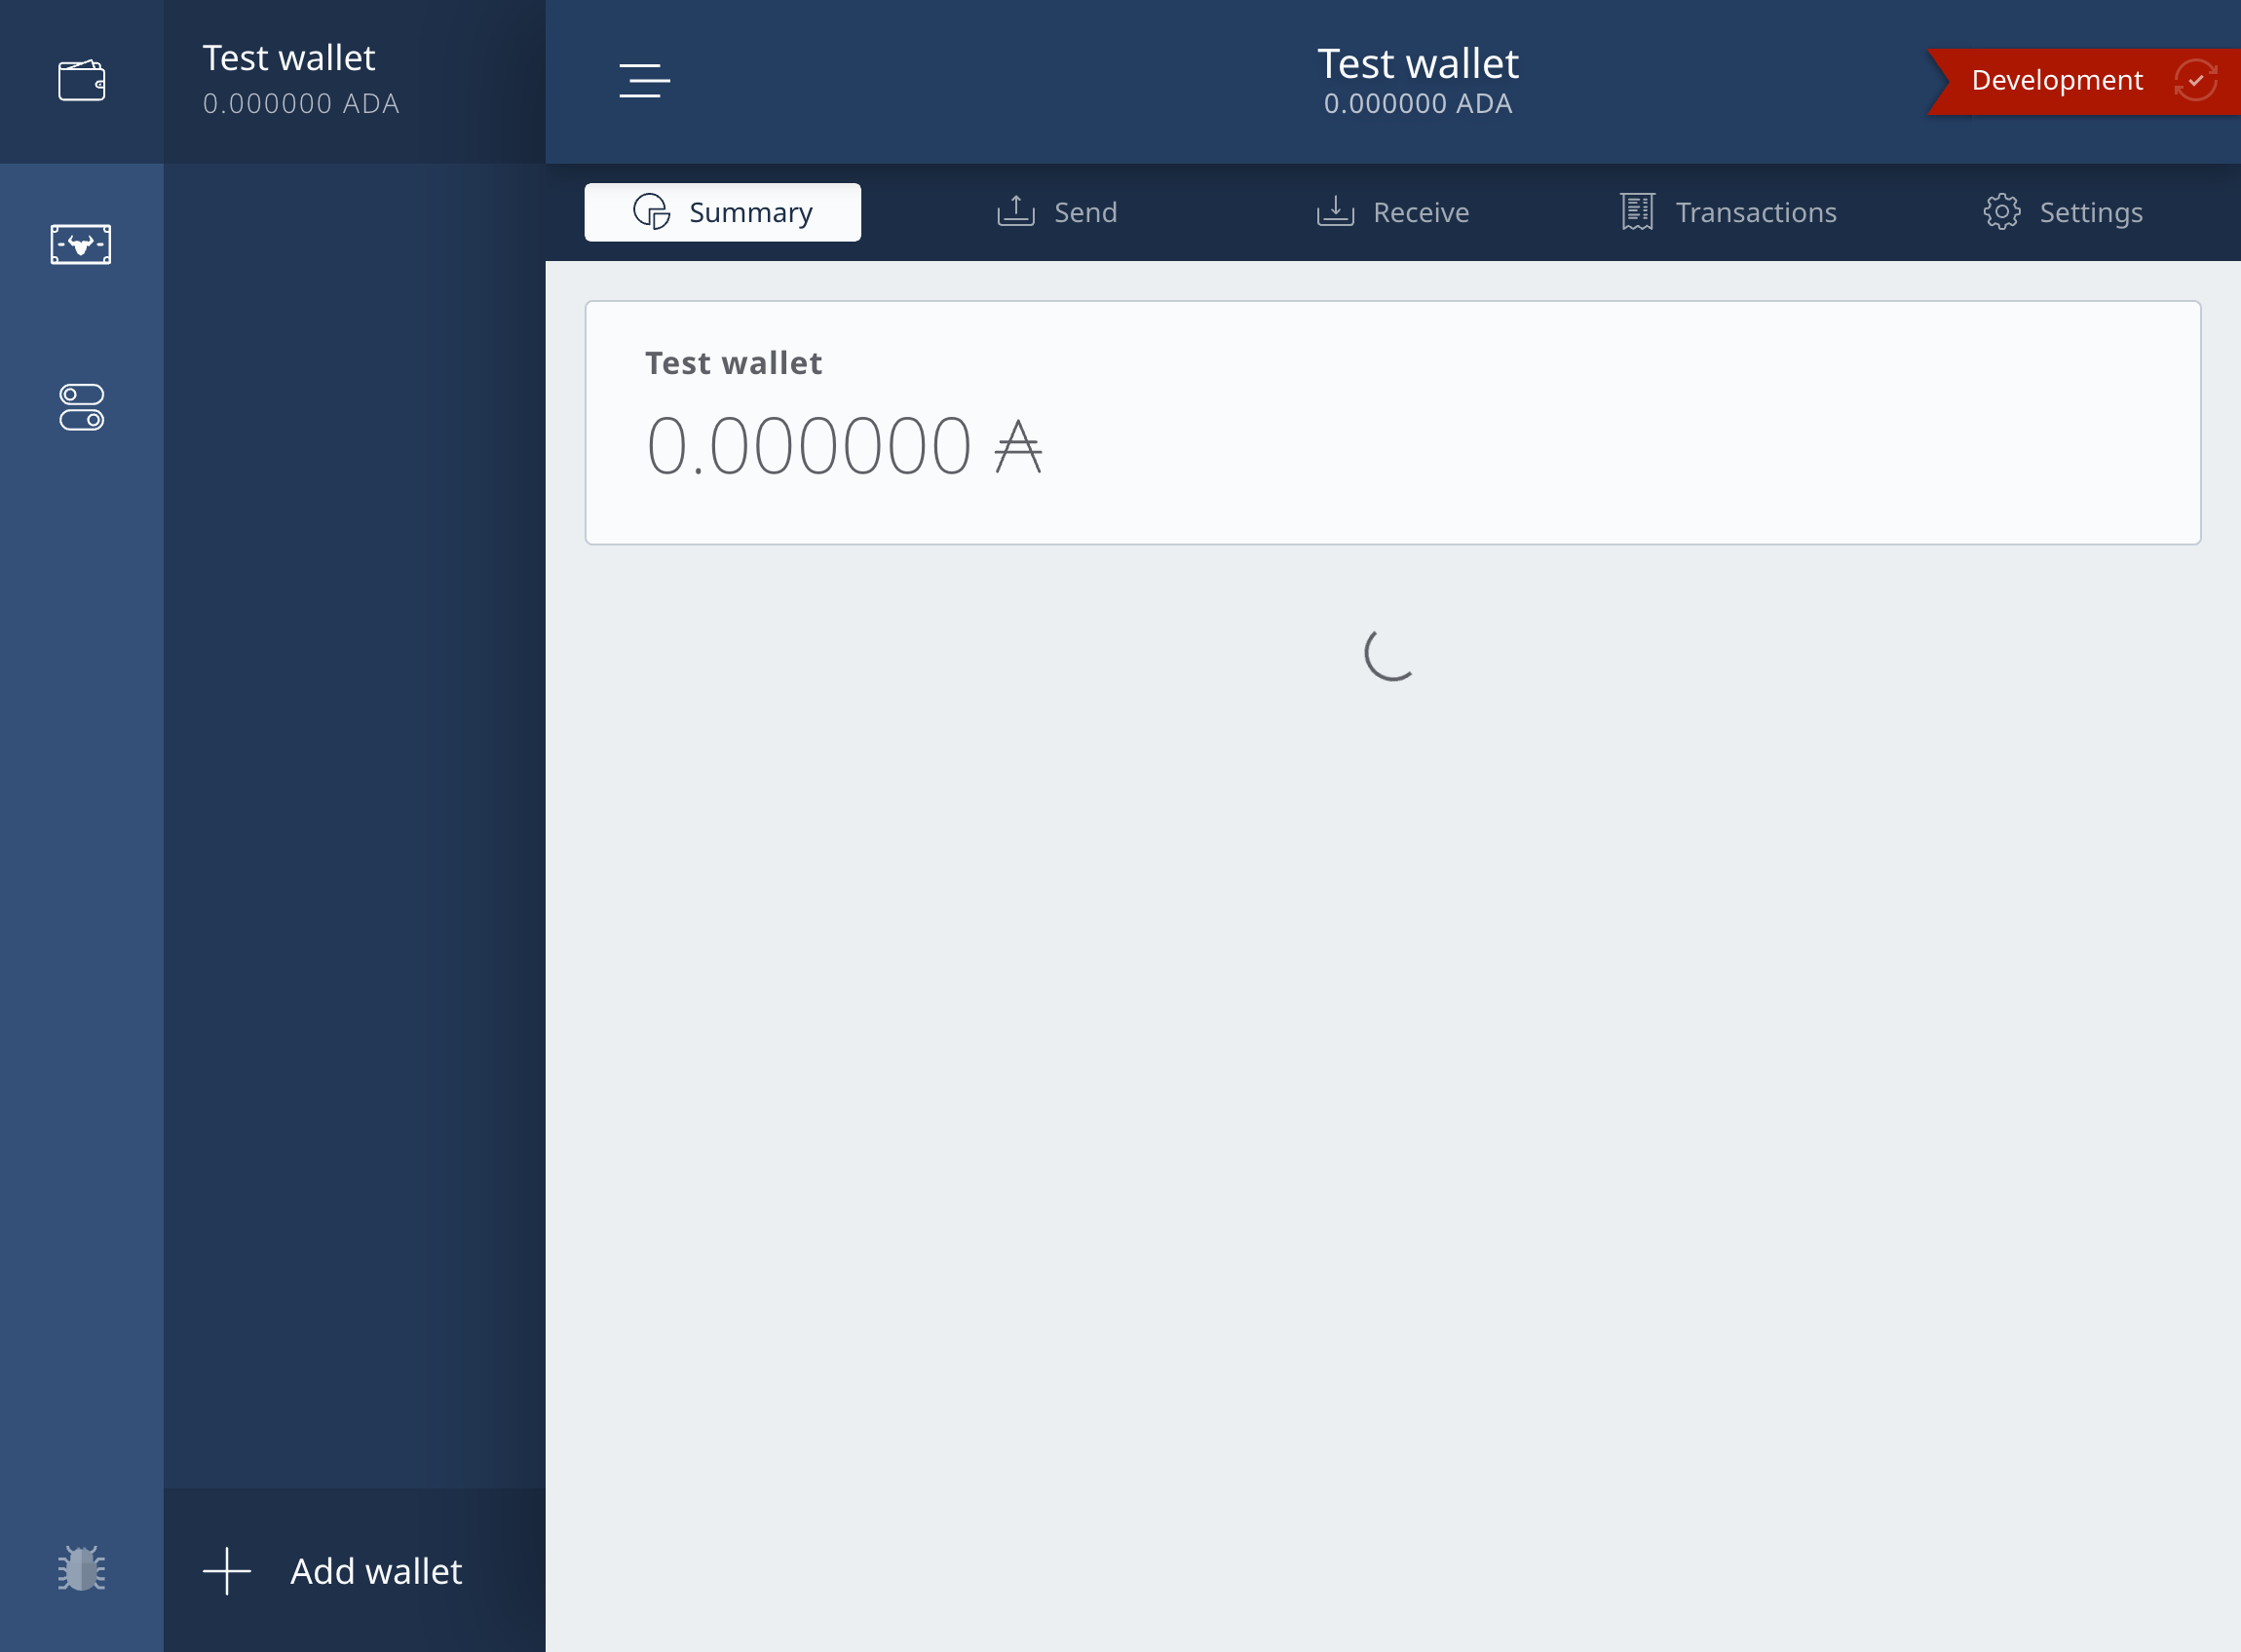 Test wallet
0.000000 ADA
Test wallet
0.000000 ADA
Development
Summary
Send
Receive
Transactions
Settings
Test wallet
0.000000 ₳
Add wallet